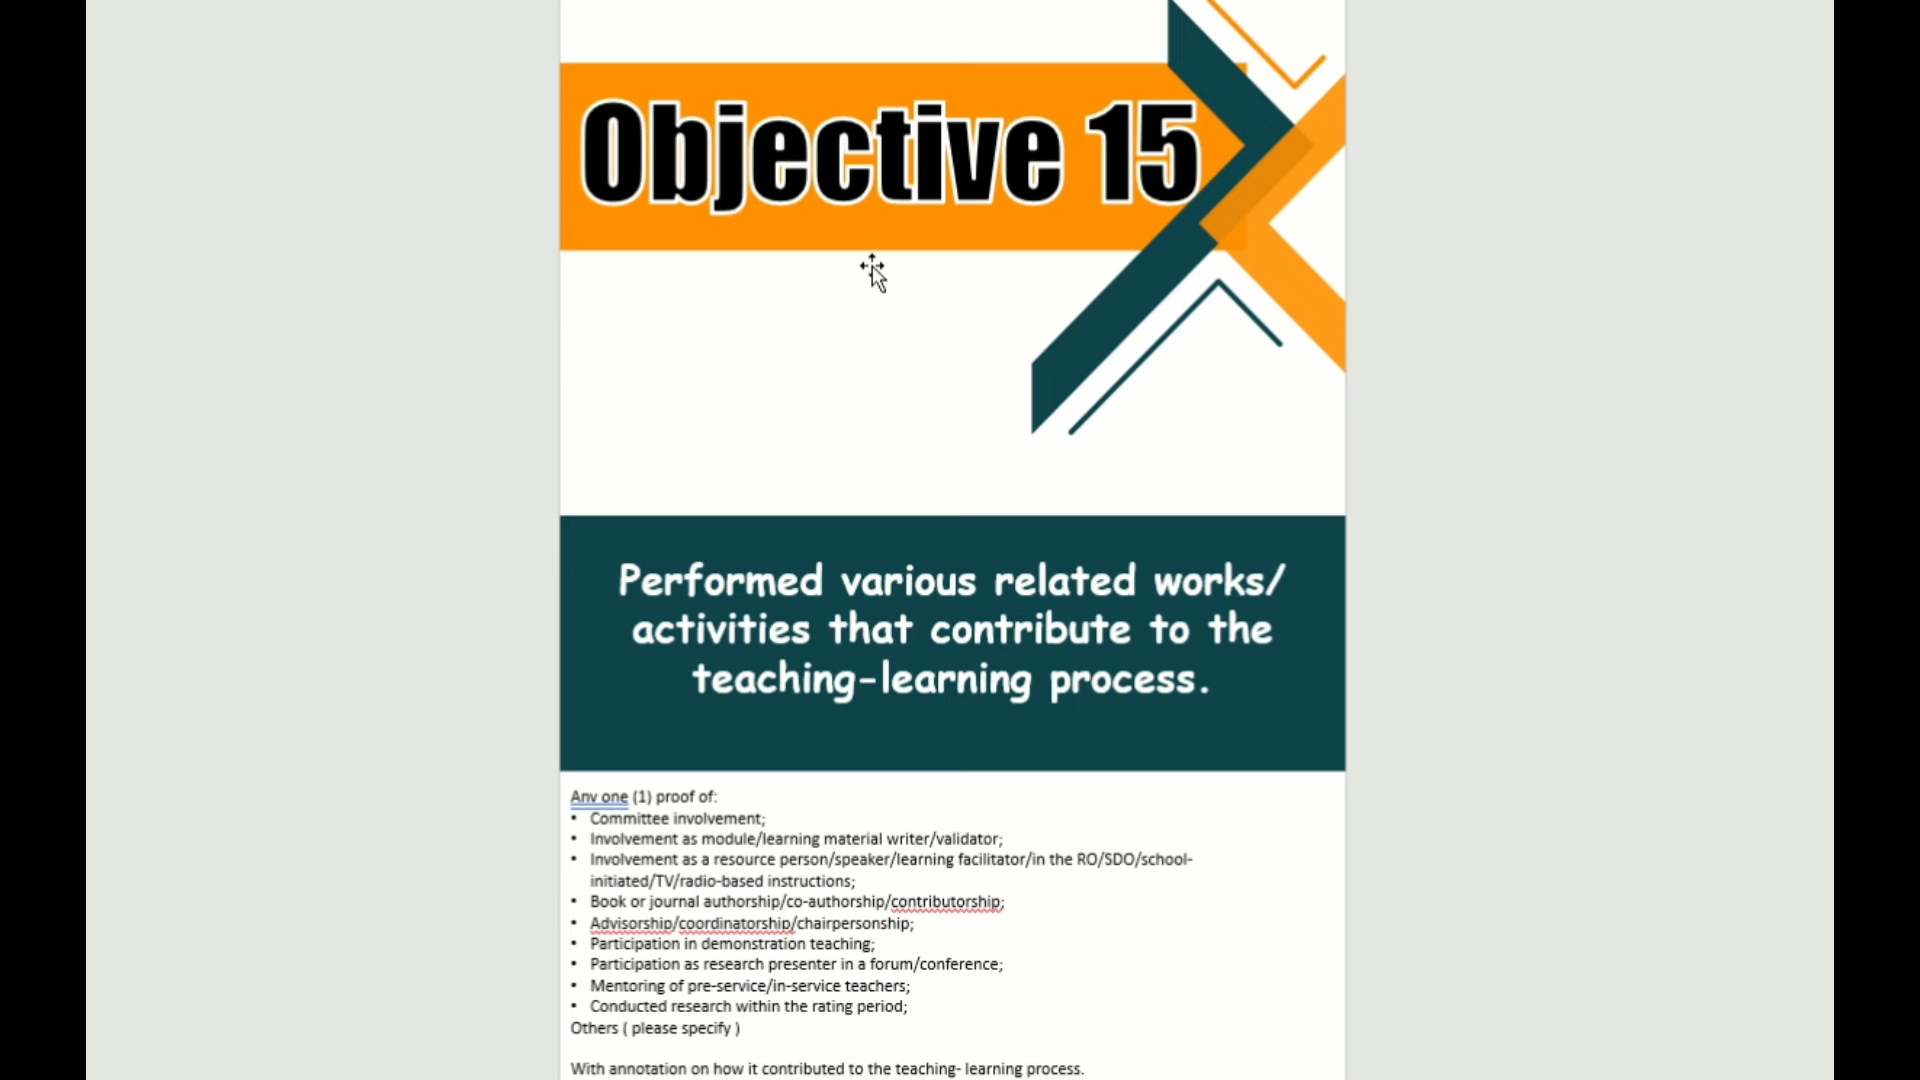 Objective 15
Performed various related works/
activities that contribute to the
teaching-learning process.
Any one (1) proof of:
• Committee involvement;
• Involvement as module/learning material writer/validator;
• Involvement as a resource person/speaker/learning facilitator/in the RO/SDO/school-
initiated/TV/radio-based instructions;
• Book or journal authorship/co-authorship/contributorship;
• Advisorship/coordinatorship/chairpersonship;
• Participation in demonstration teaching;
• Participation as research presenter in a forum/conference;
• Mentoring of pre-service/in-service teachers;
• Conducted research within the rating period;
Others ( please specify )
With annotation on how it contributed to the teaching- learning process.